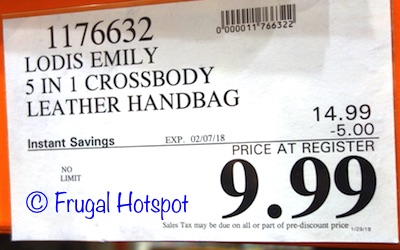 1176632
0000011766322
LODIS EMILY
5 IN 1 CROSSBODY
LEATHER HANDBAG
14.99
Instant Savings EXP. 02/07/18 -5.00
PRICE AT REGISTER
NO
LIMIT
9.99
© Frugal Hotspot
Sales Tax may be due on all or part of pre-discount price 1/29/18